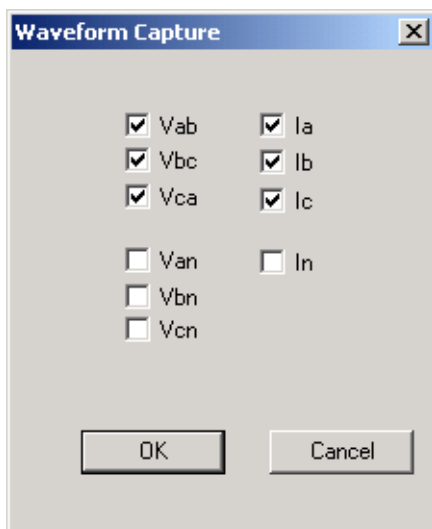 Waveform Capture
Vab Ia
Vbc Ib
Vca Ic
Van In
Vbn
Vcn
OK Cancel